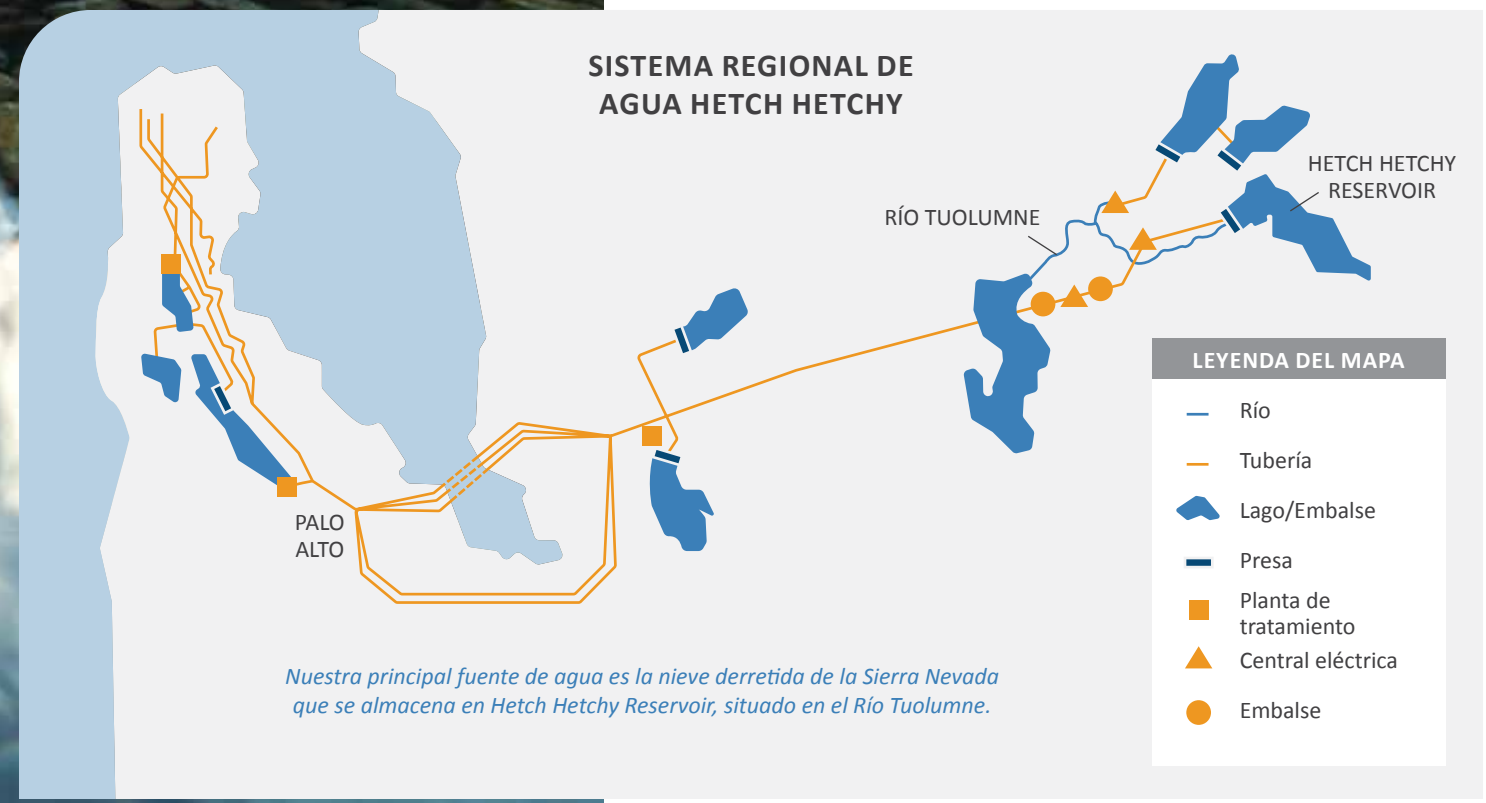 SISTEMA REGIONAL DE
AGUA HETCH HETCHY
HETCH HETCHY
RESERVOIR
RÍO TUOLUMNE
PALO
ALTO
LEYENDA DEL MAPA
Río
Tubería
Lago/Embalse
Presa
Planta de
tratamiento
Central eléctrica
Embalse
Nuestra principal fuente de agua es la nieve derretida de la Sierra Nevada
que se almacena en Hetch Hetchy Reservoir, situado en el Río Tuolumne.